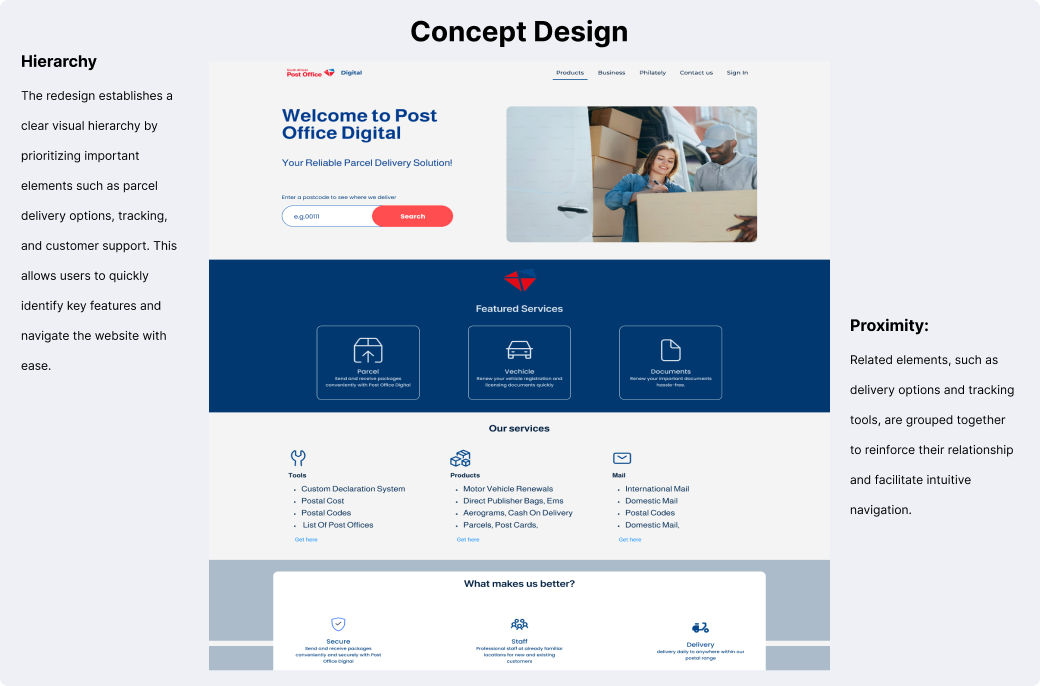 Concept Design
Hierarchy
The redesign establishes a
clear visual hierarchy by
prioritizing important
elements such as parcel
delivery options, tracking,
and customer support. This
allows users to quickly
identify key features and
navigate the website with
ease.
South African
Post Office
Digital
Products
Business
Philately
Contact us
Sign In
Welcome to Post
Office Digital
Your Reliable Parcel Delivery Solution!
Enter a postcode to see where we deliver
e.g.00111
Search
Featured Services
Parcel
Send and receive packages
conveniently with Post Office Digital
Vechicle
Renew your vehicle registration and
licensing documents quickly
Documents
Renew your important documents
hassle-free.
Our services
Tools
• Custom Declaration System
• Postal Cost
• Postal Codes
• List Of Post Offices
Get here
Products
• Motor Vehicle Renewals
• Direct Publisher Bags, Ems
• Aerograms, Cash On Delivery
• Parcels, Post Cards,
Get here
Mail
• International Mail
• Domestic Mail
• Postal Codes
• Domestic Mail,
Get here
What makes us better?
Secure
Send and receive packages
conveniently and securely with Post
Office Digital
Staff
Professional staff at already familiar
locations for new and existing
customers
Delivery
delivery daily to anywhere within our
postal range
Proximity:
Related elements, such as
delivery options and tracking
tools, are grouped together
to reinforce their relationship
and facilitate intuitive
navigation.